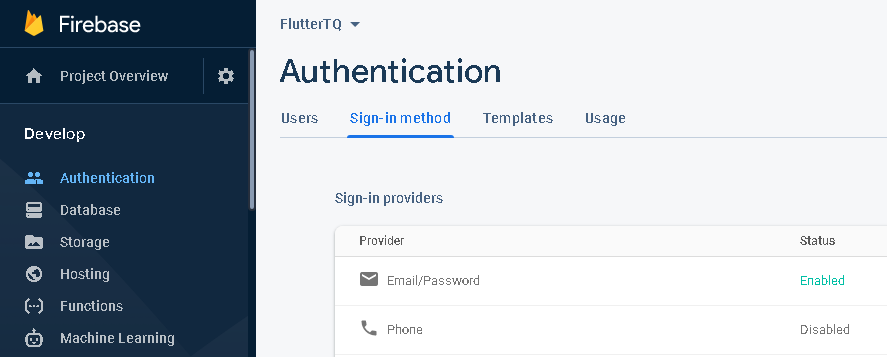 Firebase
Project Overview
Develop
Authentication
Database
Storage
Hosting
Functions
Machine Learning
FlutterTQ
Authentication
Users Sign-in method Templates Usage
Sign-in providers
Provider Status
Email/Password Enabled
Phone Disabled